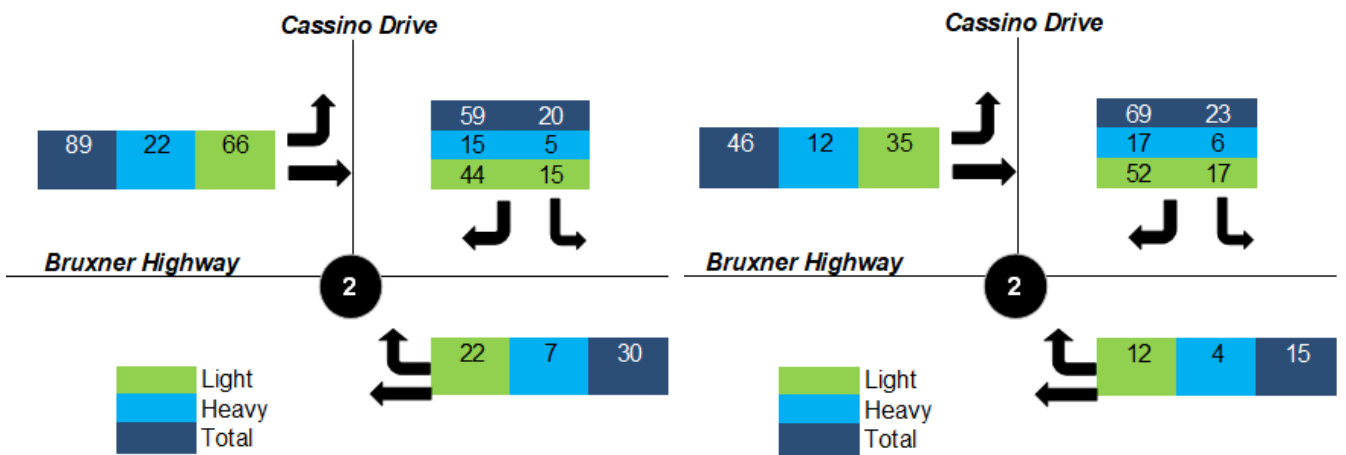 Cassino Drive
59 20
89 22 66
15 5
44 15
Bruxner Highway
2
22 7 30
Light
Heavy
Total
Cassino Drive
69 23
46 12 35
17 6
52 17
Bruxner Highway
2
12 4 15
Light
Heavy
Total